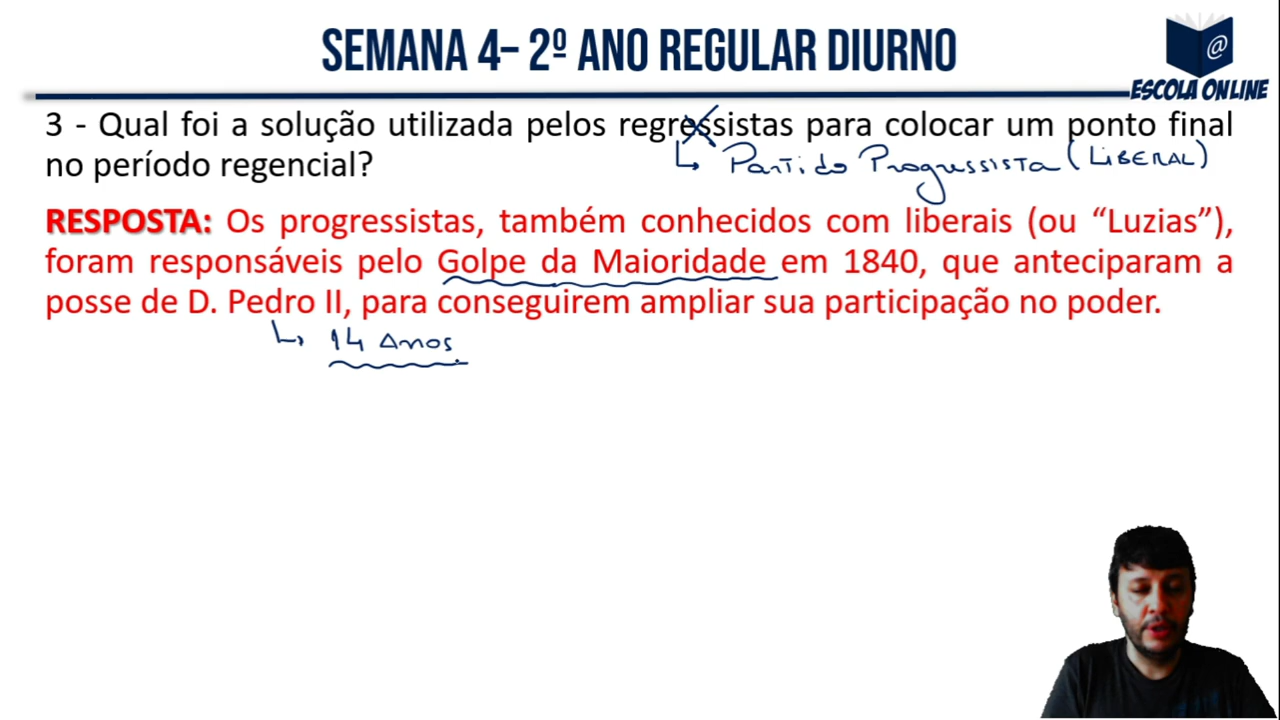 SEMANA 4– 2º ANO REGULAR DIURNO
@
ESCOLA ONLINE
3 - Qual foi a solução utilizada pelos regressistas para colocar um ponto final
Partido Progressista (LIBERAL)
no período regencial?
RESPOSTA: Os progressistas, também conhecidos com liberais (ou “Luzias”),
foram responsáveis pelo Golpe da Maioridade em 1840, que anteciparam a
posse de D. Pedro II, para conseguirem ampliar sua participação no poder.
14 Anos